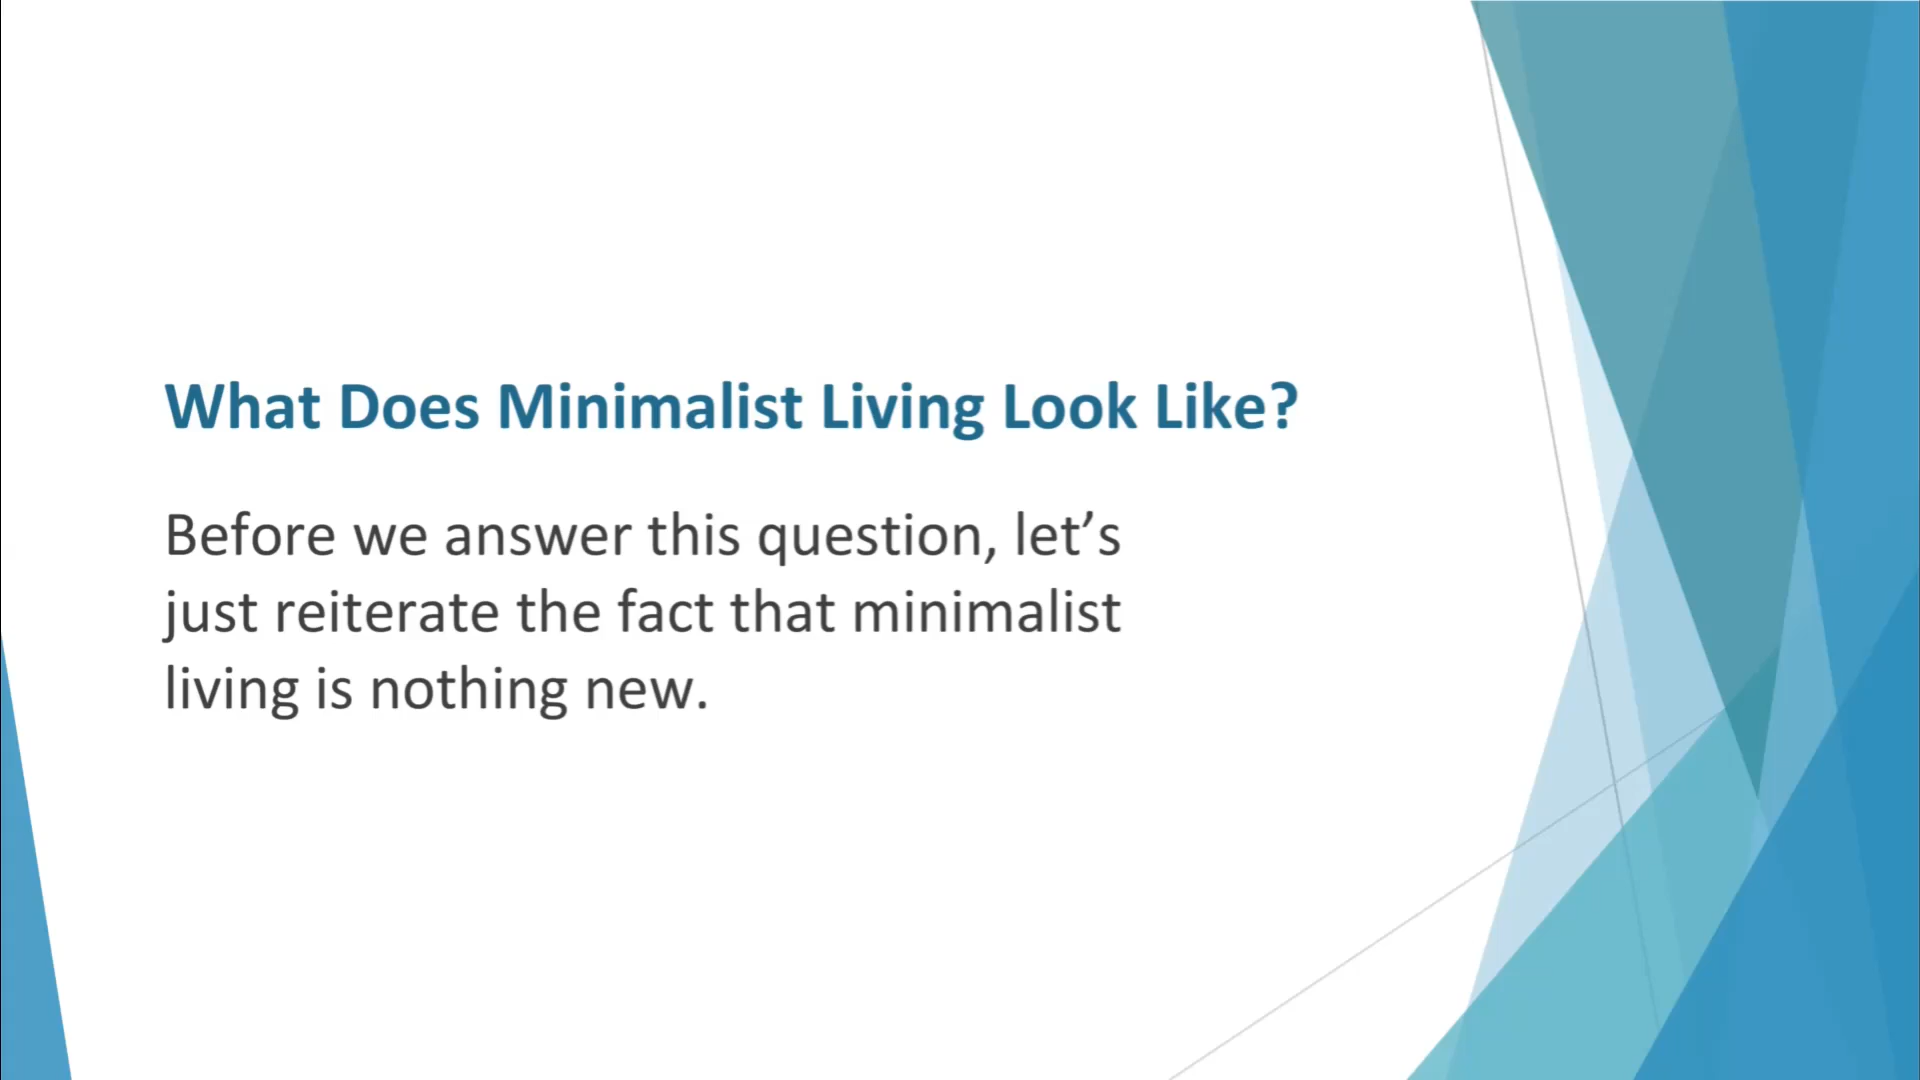 What Does Minimalist Living Look Like?
Before we answer this question, let’s
just reiterate the fact that minimalist
living is nothing new.